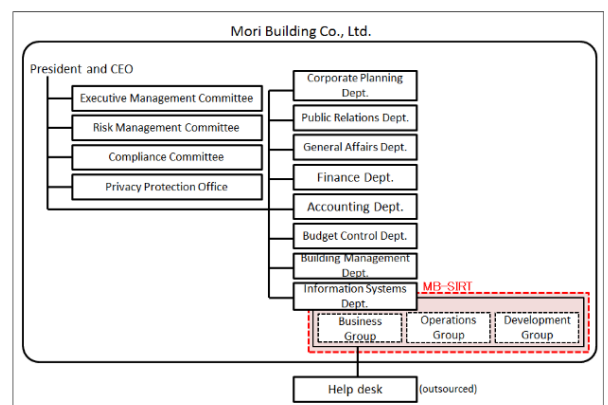 Mori Building Co., Ltd.
President and CEO
Executive Management Committee
Risk Management Committee
Compliance Committee
Privacy Protection Office
Corporate Planning
Dept.
Public Relations Dept.
General Affairs Dept.
Finance Dept.
Accounting Dept.
Budget Control Dept.
Building Management
Dept.
Information Systems
Dept.
MB-SIRT
Business
Group
Operations
Group
Development
Group
Help desk
(outsourced)